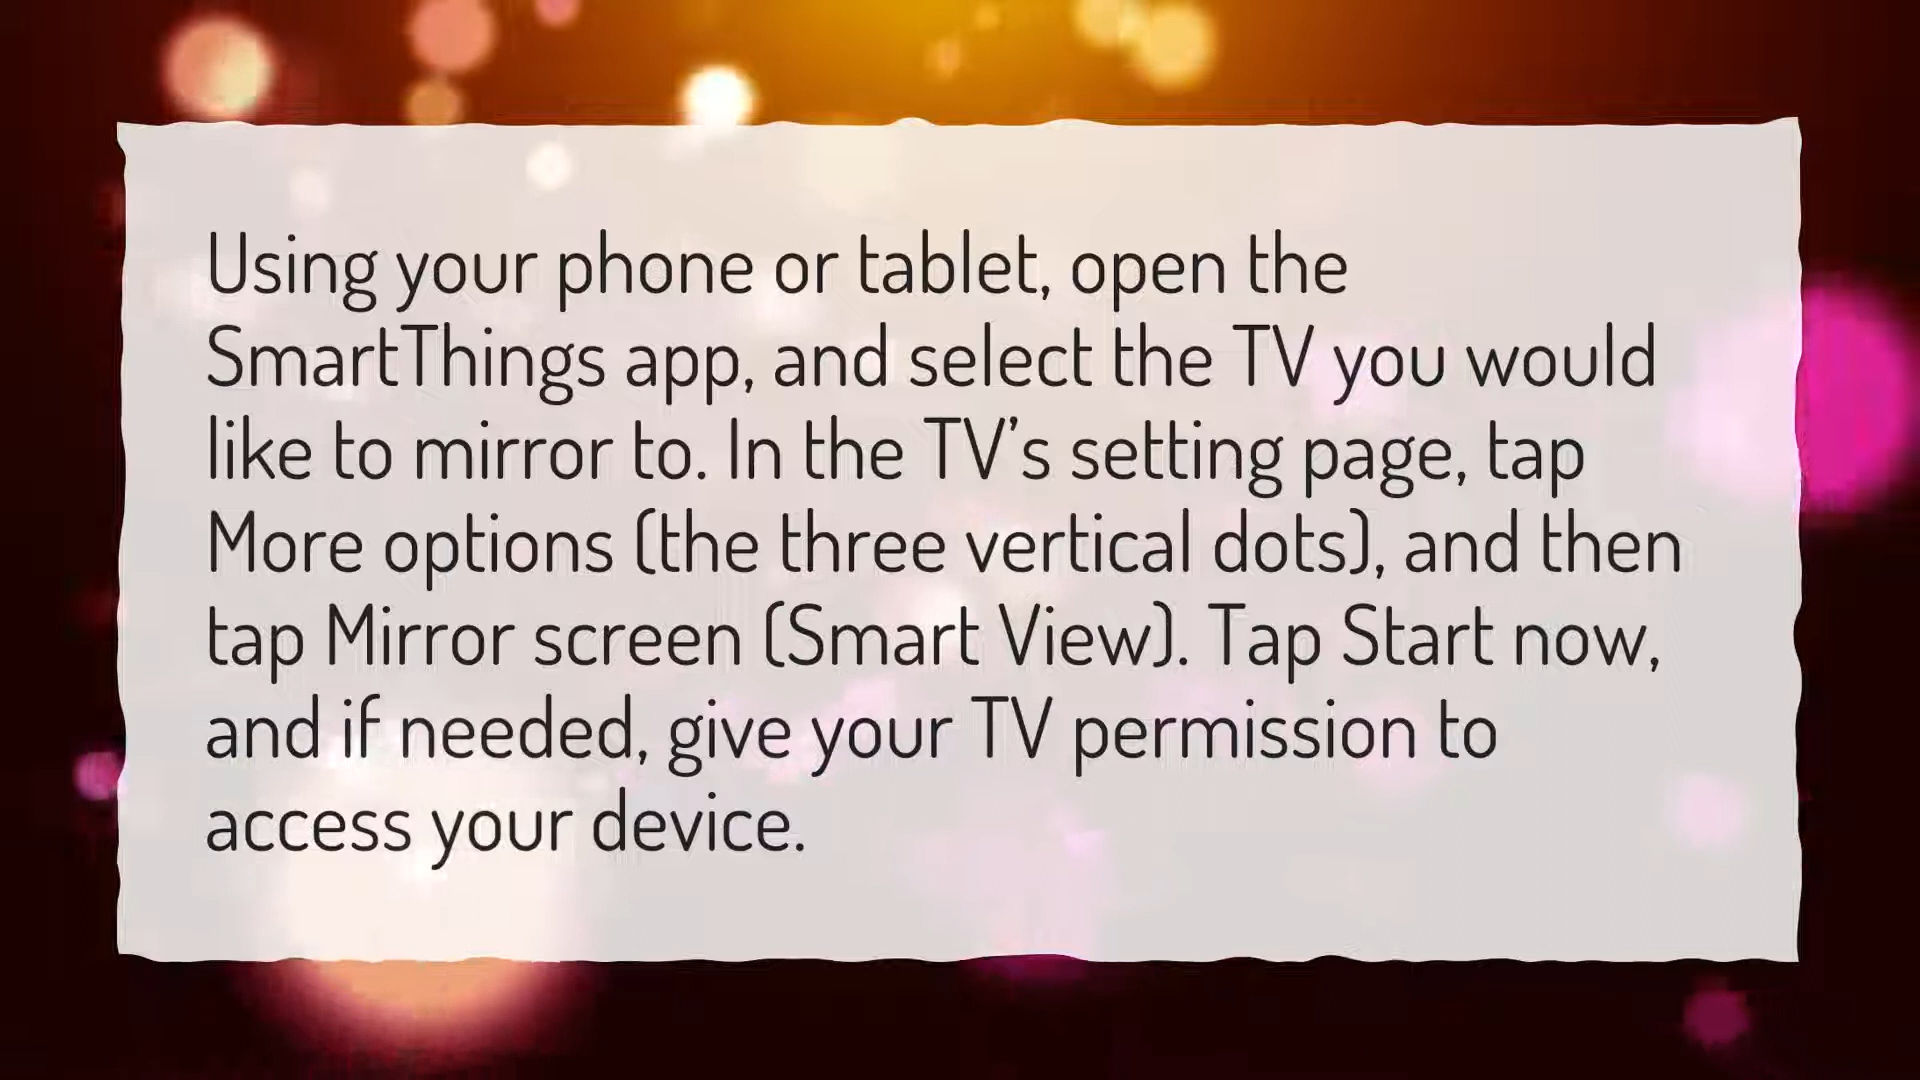 Using your phone or tablet, open the
SmartThings app, and select the TV you would
like to mirror to. In the TV’s setting page, tap
More options (the three vertical dots), and then
tap Mirror screen (Smart View). Tap Start now,
and if needed, give your TV permission to
access your device.